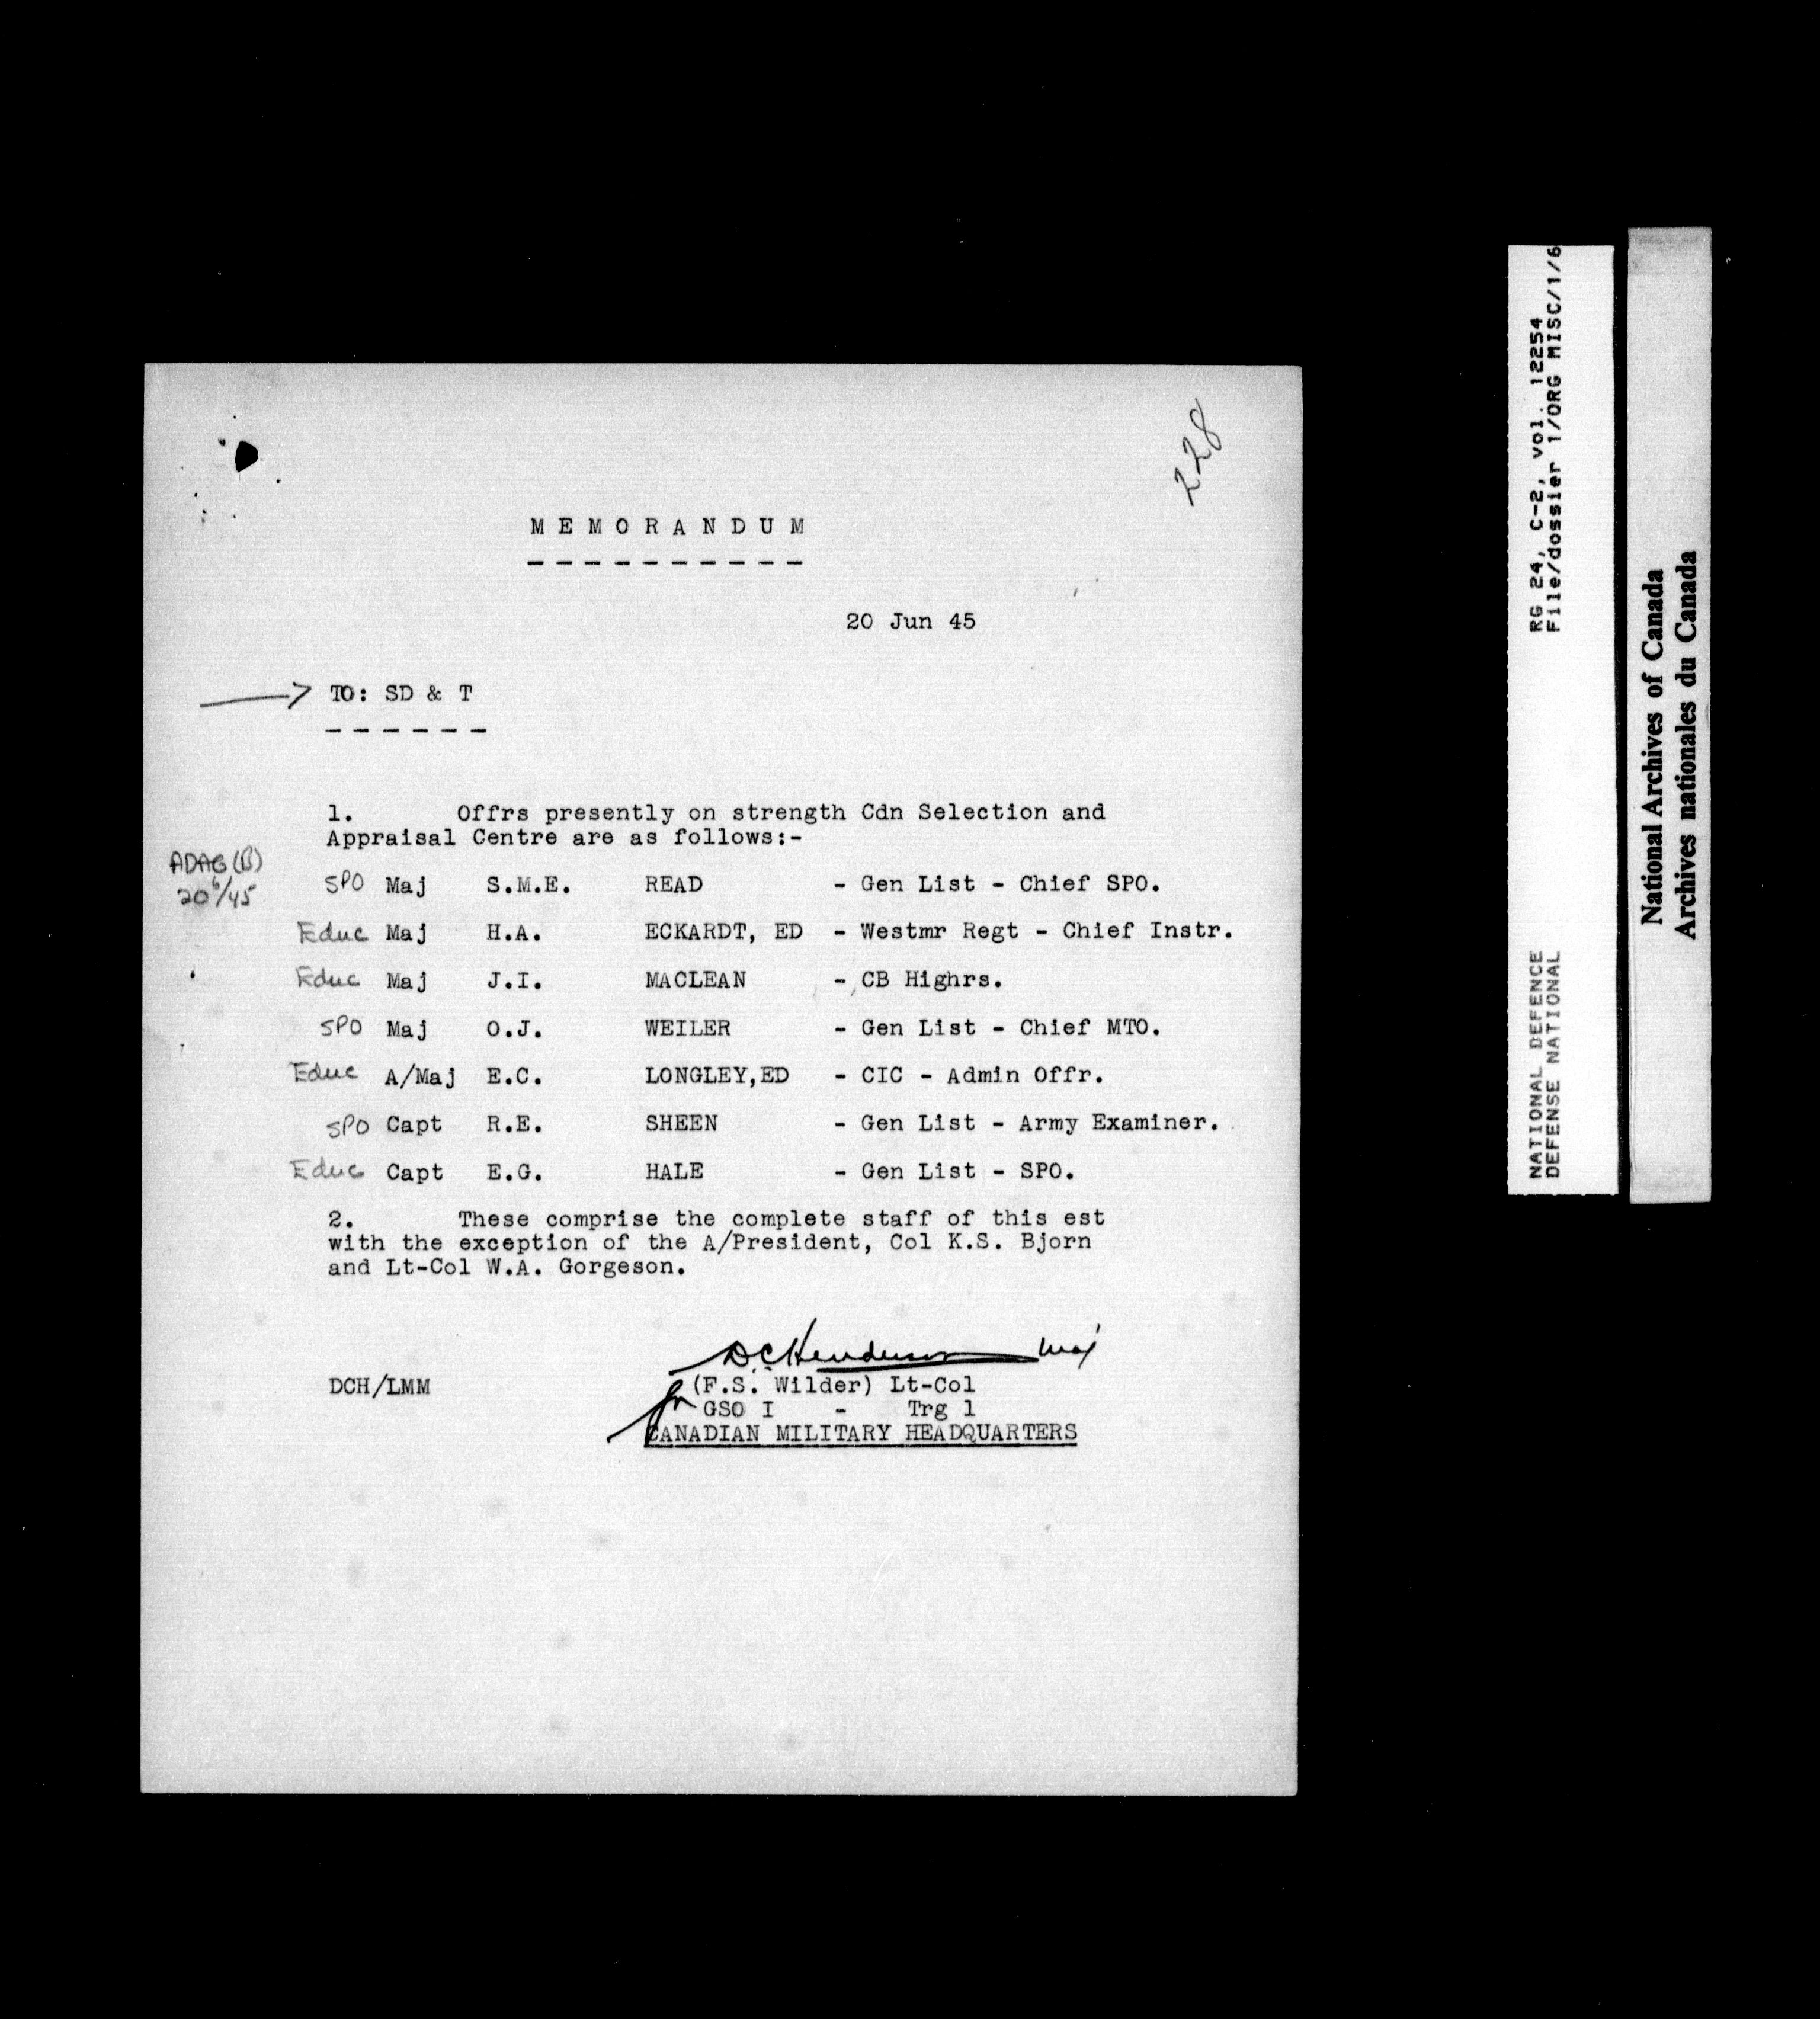 228
M E M O R A N D U M
- - - - - - - - - -
20 Jun 45
TO: SD & T
- - - - - -
1. Offrs presently on strength Cdn Selection and
Appraisal Centre are as follows:-
ADAG (B)
20/6/45
SPO Maj S.M.E. READ - Gen List - Chief SPO.
Educ Maj H.A. ECKARDT, ED - Westmr Regt - Chief Instr.
Educ Maj J.I. MACLEAN - CB Highrs.
SPO Maj O.J. WEILER - Gen List - Chief MTO.
Educ A/Maj E.C. LONGLEY,ED - CIC - Admin Offr.
SPO Capt R.E. SHEEN - Gen List - Army Examiner.
Educ Capt E.G. HALE - Gen List - SPO.
2. These comprise the complete staff of this est
with the exception of the A/President, Col K.S. Bjorn
and Lt-Col W.A. Gorgeson.
DCHenderson Maj
DCH/LMM for (F.S. Wilder) Lt-Col
GSO I - Trg 1
CANADIAN MILITARY HEADQUARTERS
NATIONAL DEFENCE RG 24, C-2, vol. 12254
DEFENSE NATIONAL File/dossier 1/ORG MISC/1/6
National Archives of Canada
Archives nationales du Canada